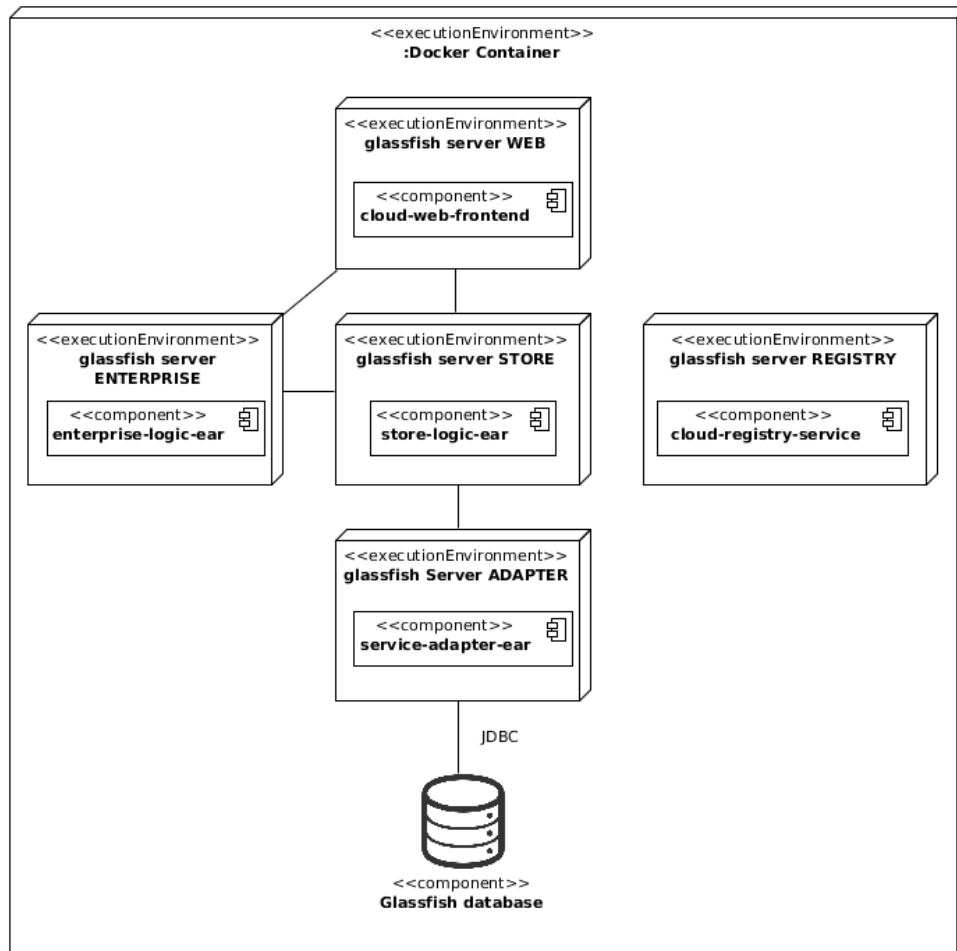 <<executionEnvironment>>
:Docker Container
<<executionEnvironment>>
glassfish server WEB
<<component>>
cloud-web-frontend
<<executionEnvironment>>
glassfish server
ENTERPRISE
<<component>>
enterprise-logic-ear
<<executionEnvironment>>
glassfish server STORE
<<component>>
store-logic-ear
<<executionEnvironment>>
glassfish server REGISTRY
<<component>>
cloud-registry-service
<<executionEnvironment>>
glassfish Server ADAPTER
<<component>>
service-adapter-ear
JDBC
<<component>>
Glassfish database